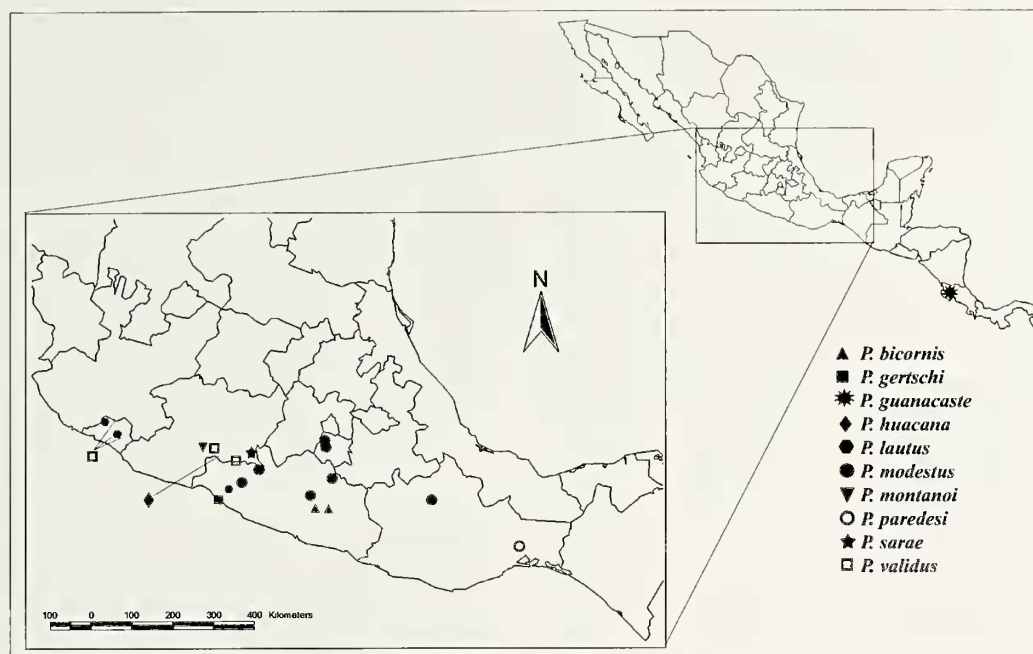 N
P. bicornis
P. gertschi
P. guanacaste
P. huacana
P. lautus
P. modestus
P. montanoi
P. paredesi
P. sarae
P. validus
100 0 100 200 300 400 Kilometers